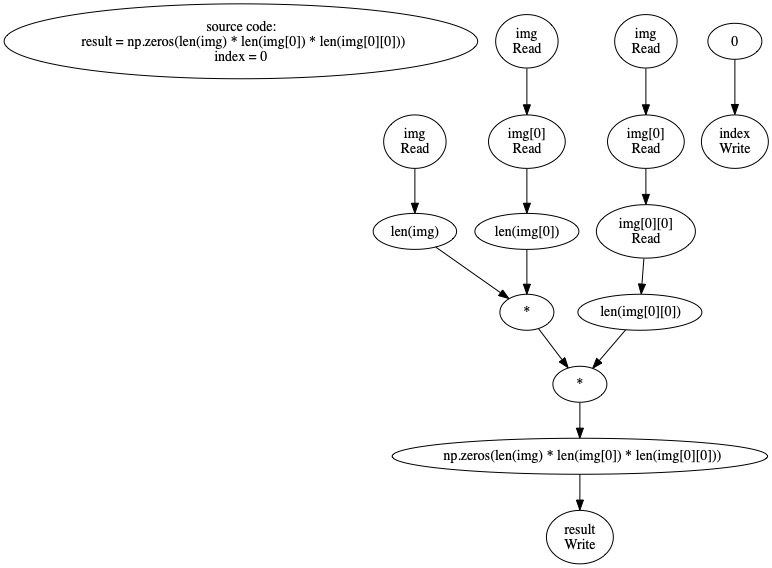 source code:
result = np.zeros(len(img) * len(img[0]) * len(img[0][0]))
index = 0
img
Read
img
Read
0
img
Read
img[0]
Read
img[0]
Read
index
Write
len(img)
len(img[0])
img[0][0]
Read
*
len(img[0][0])
*
np.zeros(len(img) * len(img[0]) * len(img[0][0]))
result
Write